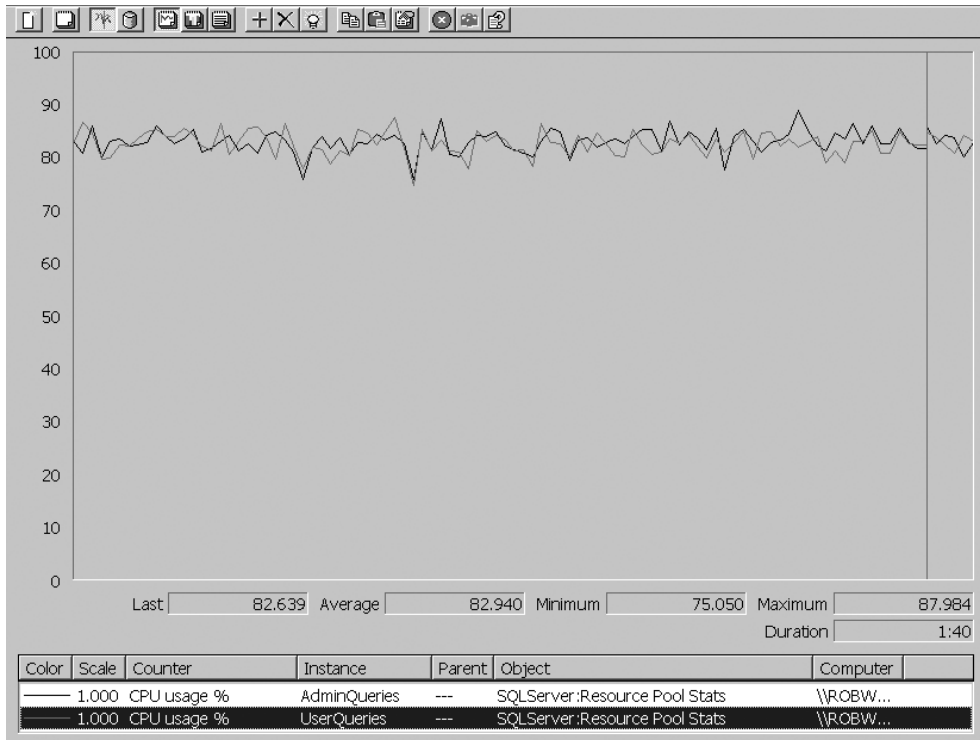 100
90
80
70
60
50
40
30
20
10
0
Last 82.639 Average 82.940 Minimum 75.050 Maximum 87.984
Duration 1:40
Color Scale Counter Instance Parent Object Computer
1.000 CPU usage % AdminQueries --- SQLServer:Resource Pool Stats \\ROBW...
1.000 CPU usage % UserQueries --- SQLServer:Resource Pool Stats \\ROBW...